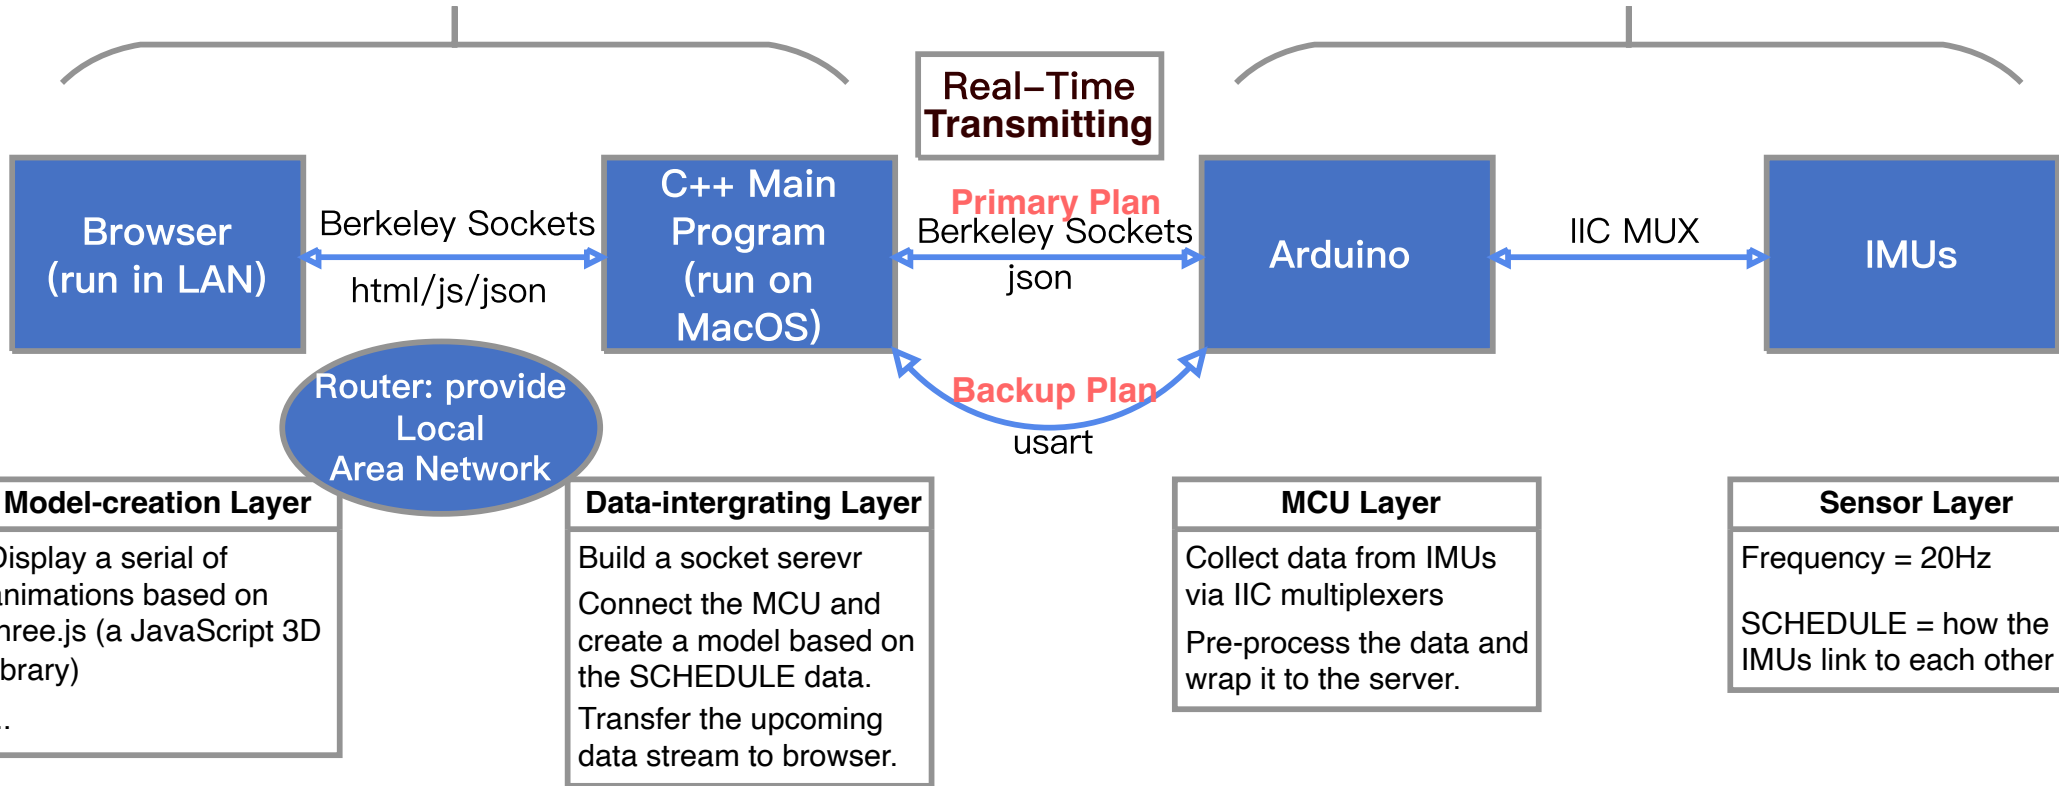 Real–Time
Transmitting
Browser
(run in LAN)
Berkeley Sockets
html/js/json
C++ Main
Program
(run on
MacOS)
Primary Plan
Berkeley Sockets
json
Arduino
IIC MUX
IMUs
Backup Plan
usart
Router: provide
Local
Area Network
Model-creation Layer
Display a serial of
animations based on
three.js (a JavaScript 3D
library)
..
Data-intergrating Layer
Build a socket serevr
Connect the MCU and
create a model based on
the SCHEDULE data.
Transfer the upcoming
data stream to browser.
MCU Layer
Collect data from IMUs
via IIC multiplexers
Pre-process the data and
wrap it to the server.
Sensor Layer
Frequency = 20Hz
SCHEDULE = how the
IMUs link to each other